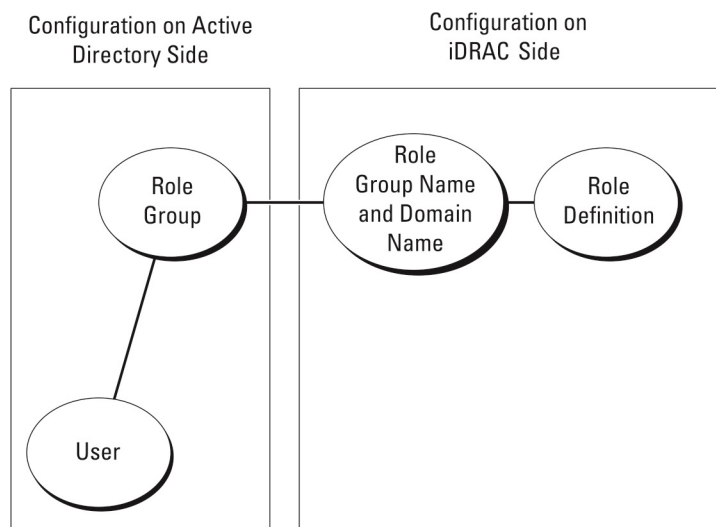 Configuration on Active
Directory Side
Configuration on
iDRAC Side
Role
Group
Role
Group Name
and Domain
Name
Role
Definition
User